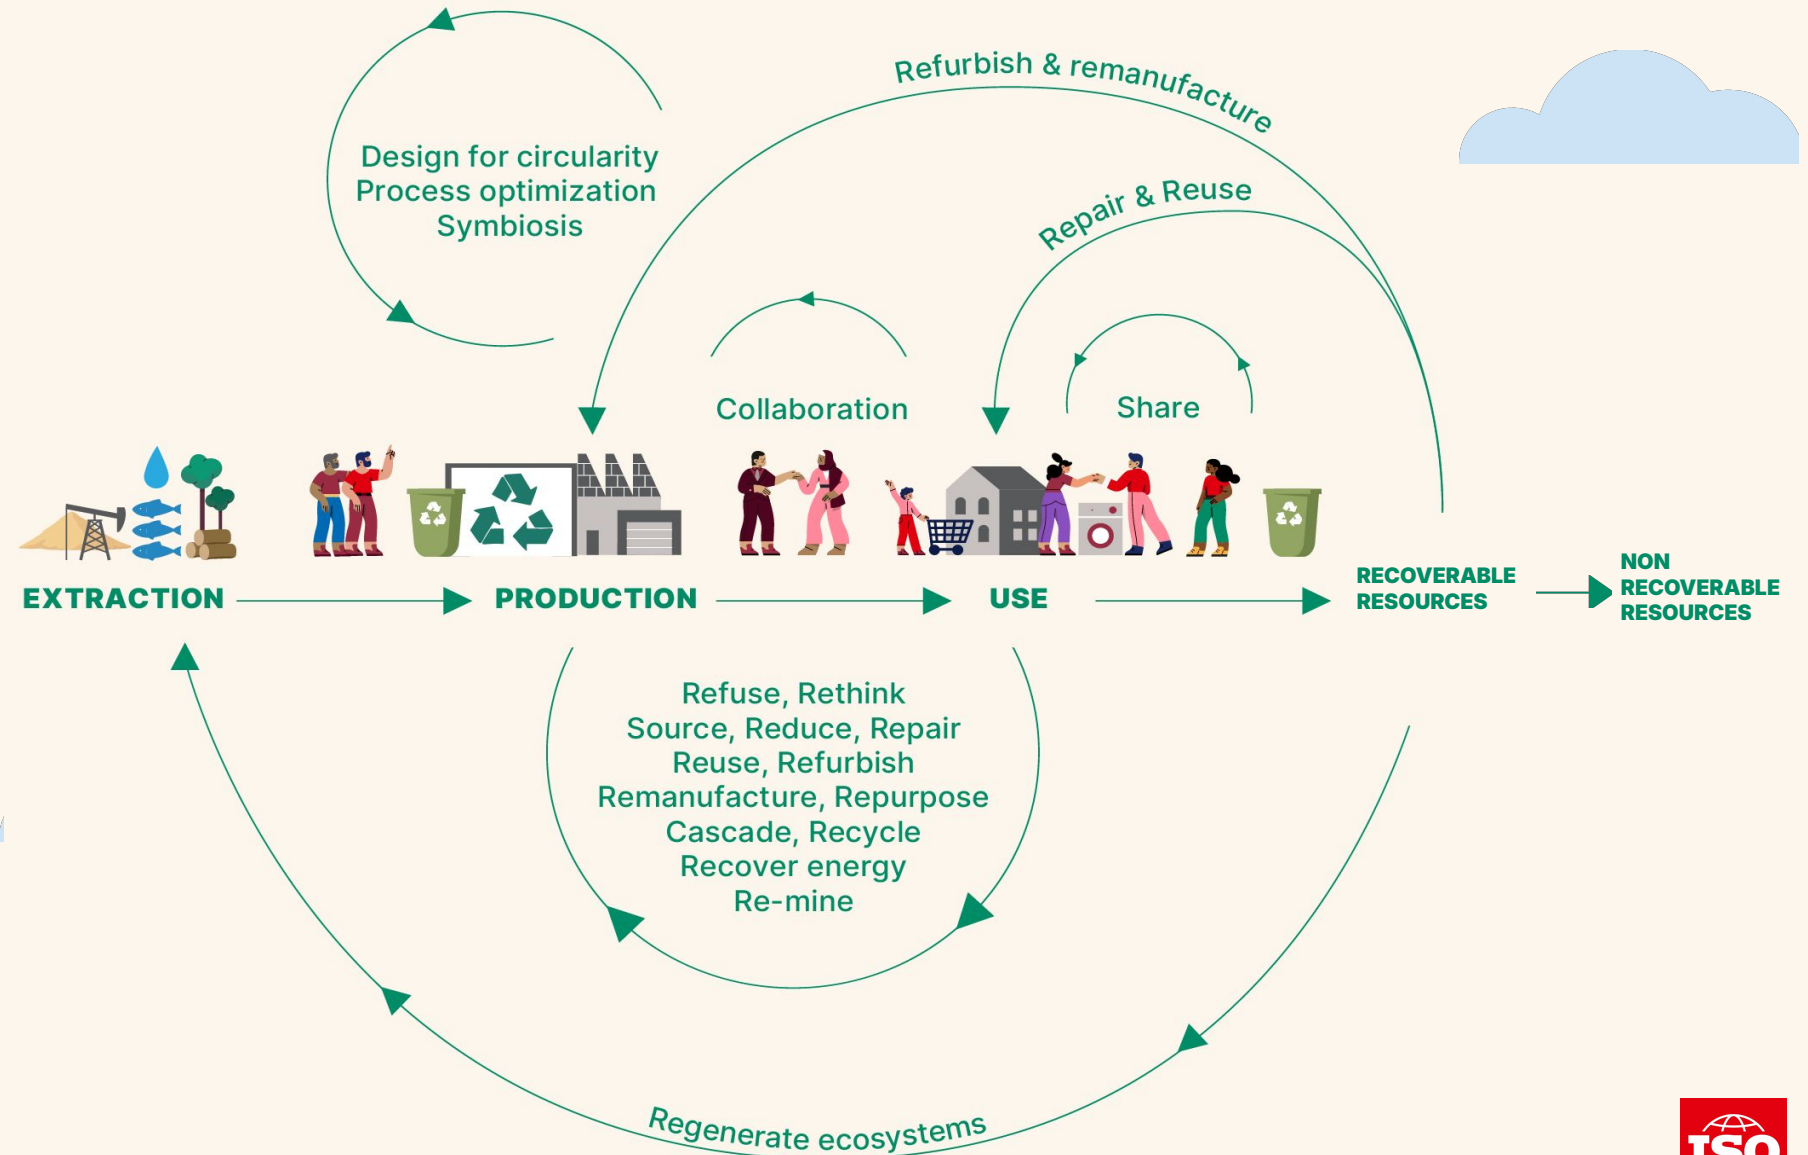 Refurbish & remanufacture
Design for circularity
Process optimization
Symbiosis
Repair & Reuse
Collaboration
Share
EXTRACTION
PRODUCTION
USE
RECOVERABLE
RESOURCES
NON
RECOVERABLE
RESOURCES
Refuse, Rethink
Source, Reduce, Repair
Reuse, Refurbish
Remanufacture, Repurpose
Cascade, Recycle
Recover energy
Re-mine
Regenerate ecosystems
ISO